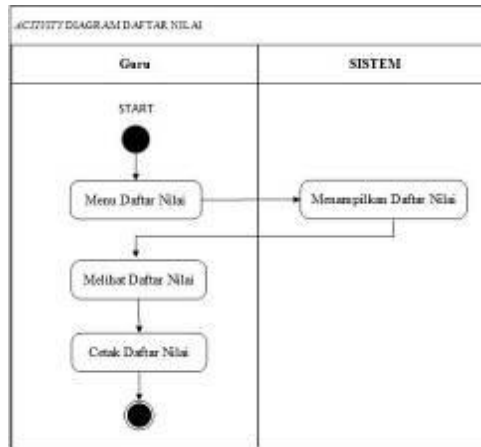 ACTIVITY DIAGRAM DAFTAR NILAI
Guru
SISTEM
START
Menu Daftar Nilai
Menampilkan Daftar Nilai
Melihat Daftar Nilai
Cetak Daftar Nilai